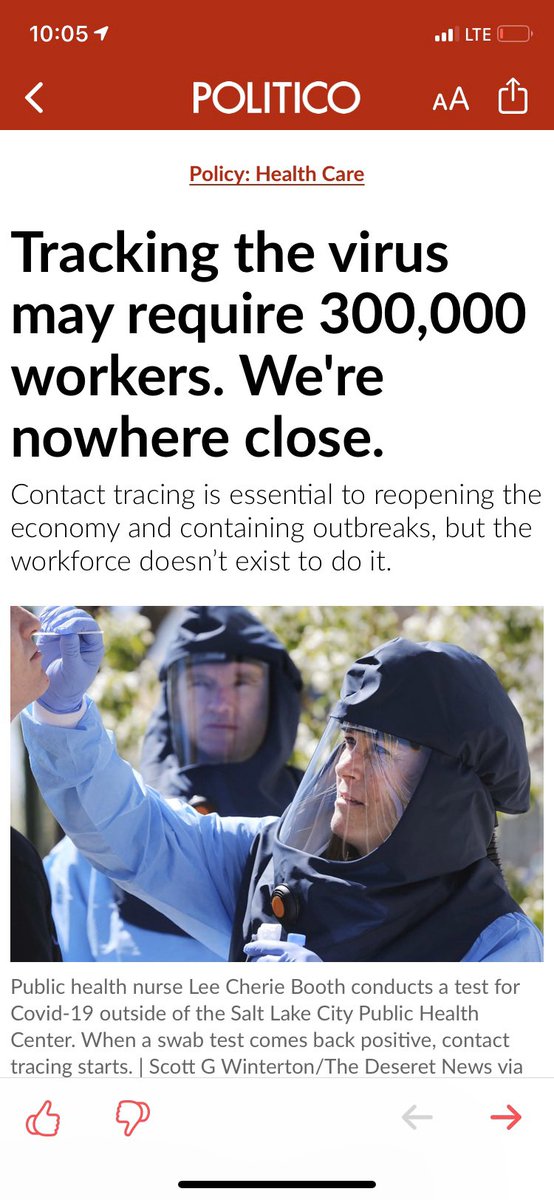 10:05
LTE
POLITICO
AA
Policy: Health Care
Tracking the virus
may require 300,000
workers. We're
nowhere close.
Contact tracing is essential to reopening the
economy and containing outbreaks, but the
workforce doesn’t exist to do it.
Public health nurse Lee Cherie Booth conducts a test for
Covid-19 outside of the Salt Lake City Public Health
Center. When a swab test comes back positive, contact
tracing starts. | Scott G Winterton/The Deseret News via